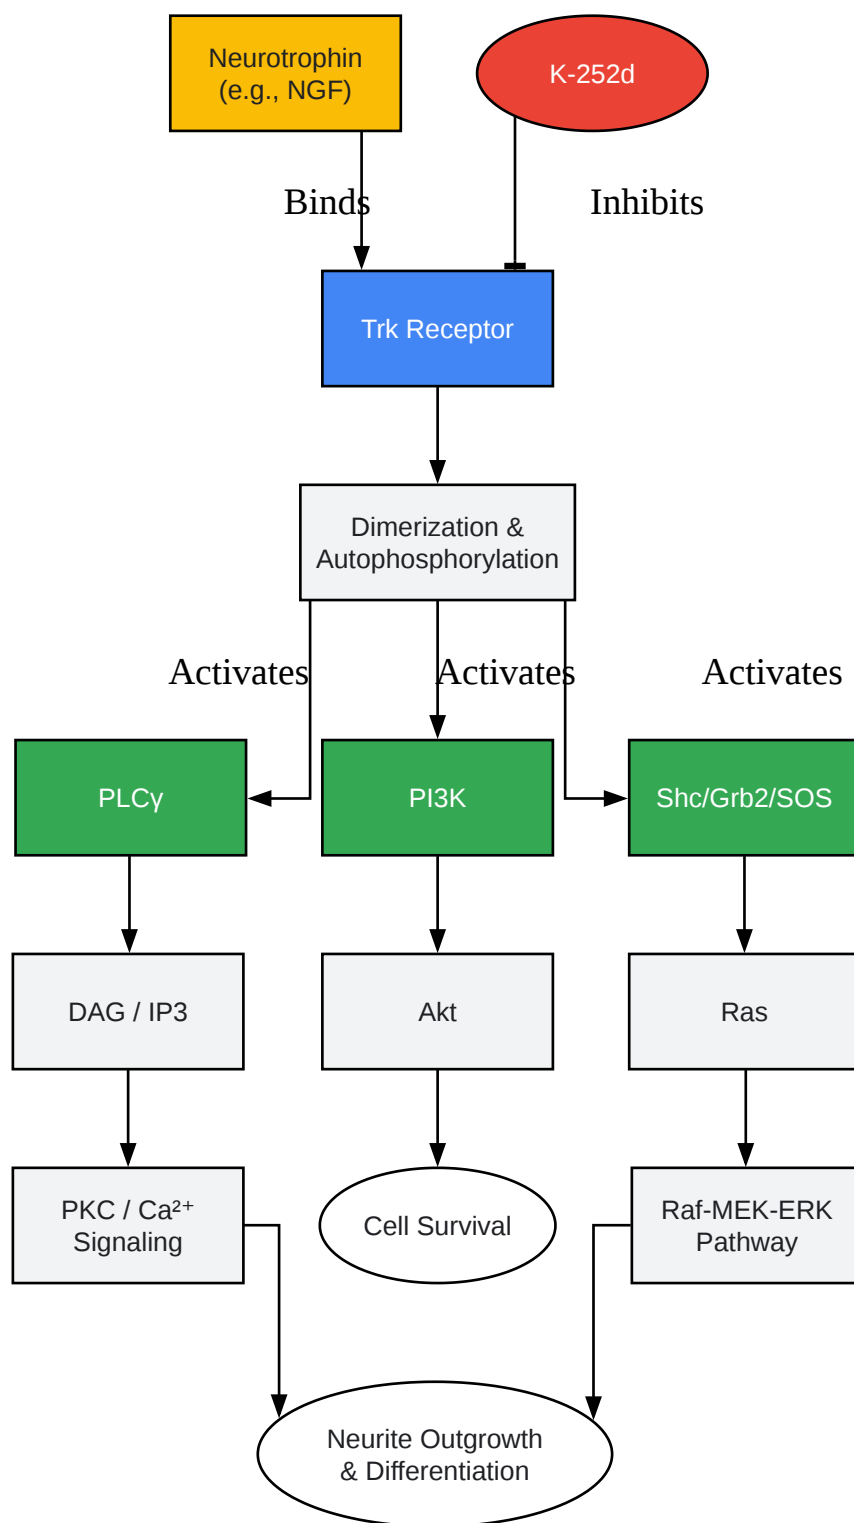 Neurotrophin
(e.g., NGF)
K-252d
Binds
Inhibits
Trk Receptor
Dimerization &
Autophosphorylation
Activates
Activates
Activates
PLCγ
PI3K
Shc/Grb2/SOS
DAG / IP3
Akt
Ras
PKC / Ca²⁺
Signaling
Cell Survival
Raf-MEK-ERK
Pathway
Neurite Outgrowth
& Differentiation